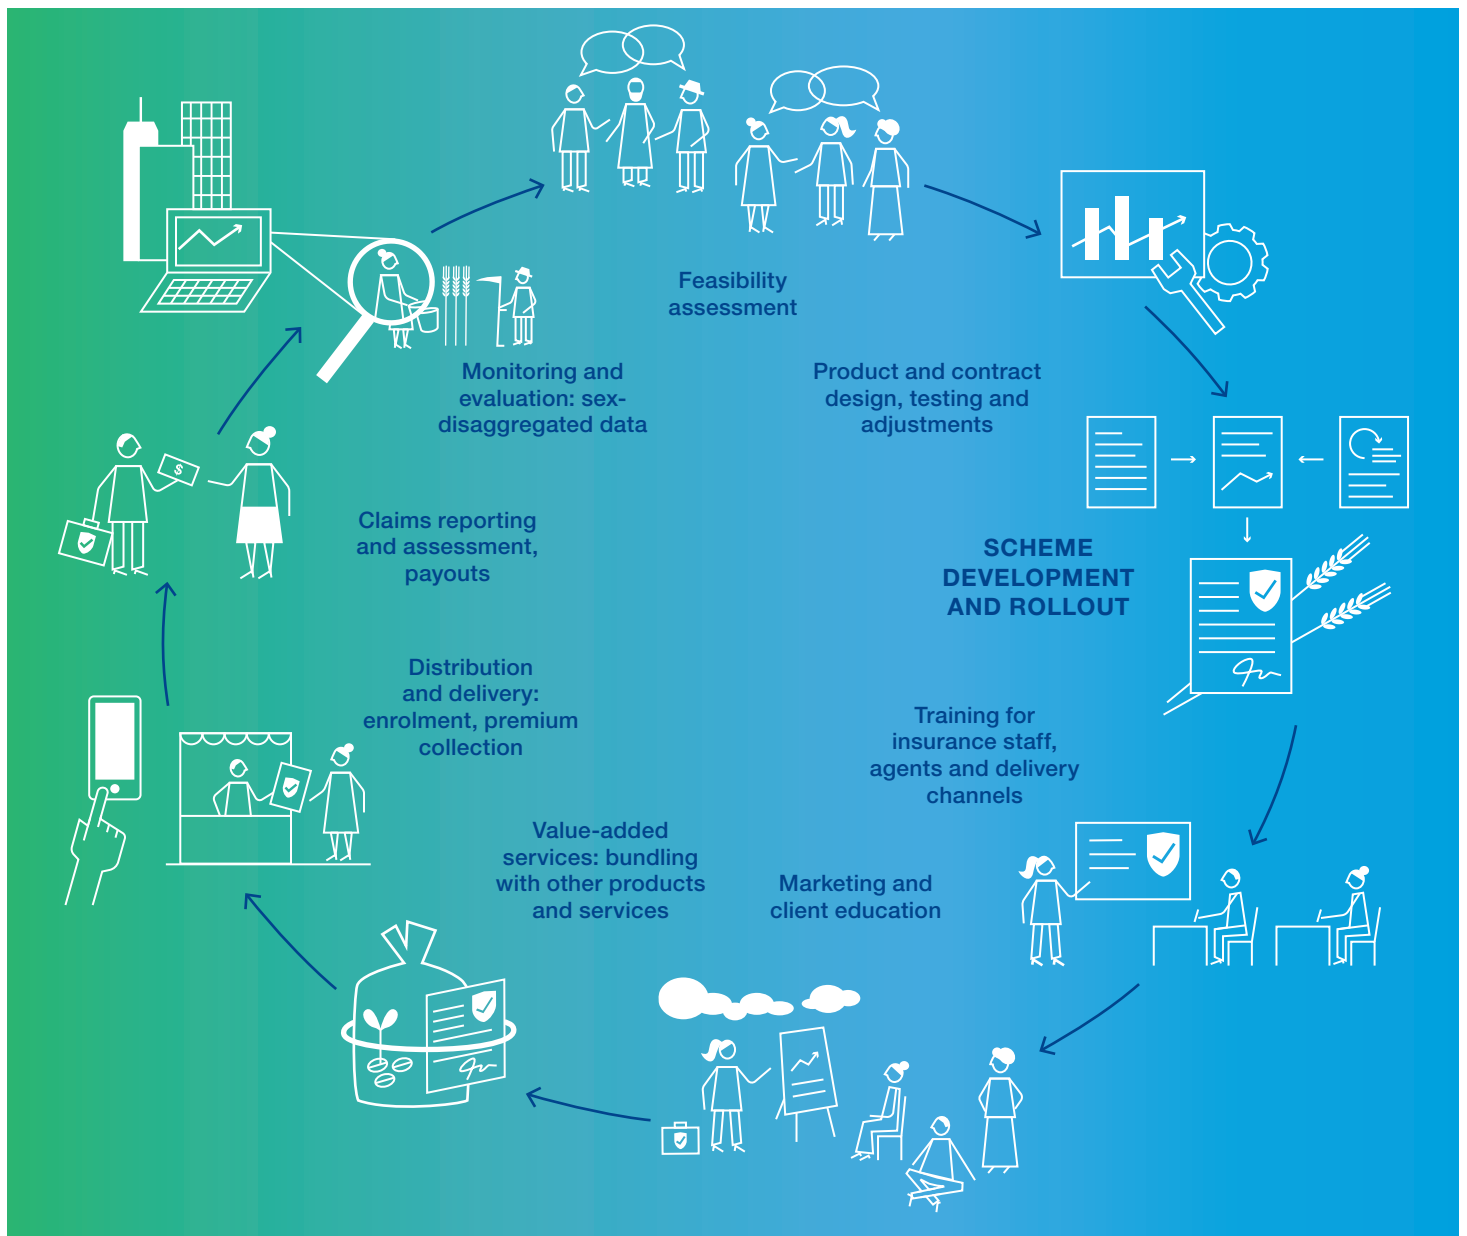 Feasibility
assessment
Product and contract
design, testing and
adjustments
SCHEME
DEVELOPMENT
AND ROLLOUT
Training for
insurance staff,
agents and delivery
channels
Marketing and
client education
Value-added
services: bundling
with other products
and services
Distribution
and delivery:
enrolment, premium
collection
Claims reporting
and assessment,
payouts
$
Monitoring and
evaluation: sex-
disaggregated data